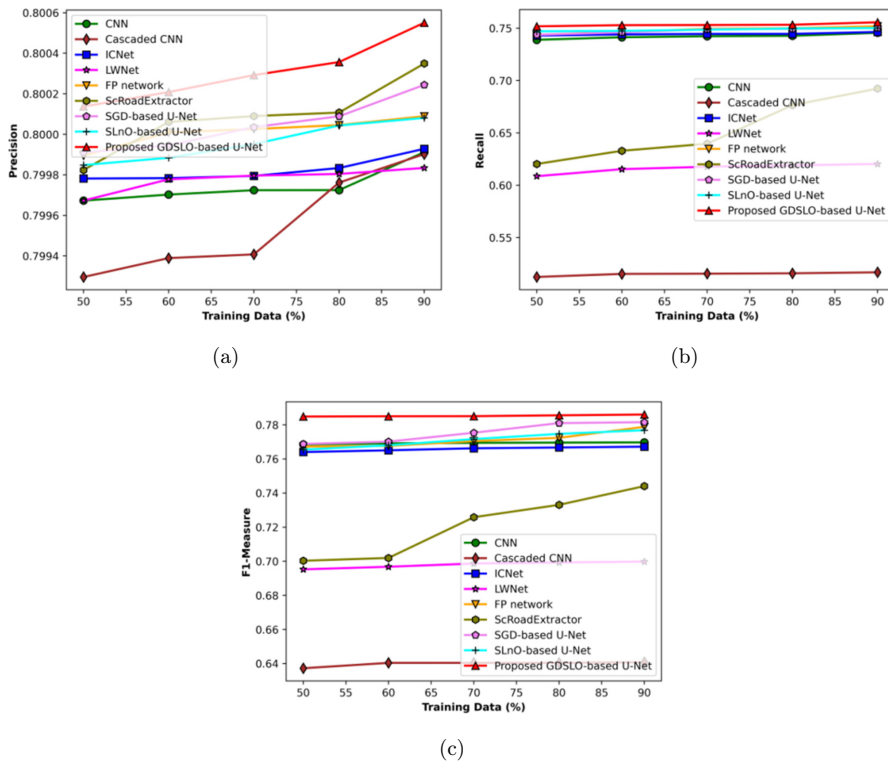 CNN
Cascaded CNN
ICNet
LWNet
FP network
ScRoadExtractor
SGD-based U-Net
SLnO-based U-Net
Proposed GDSLO-based U-Net
Precision
0.8006
0.8004
0.8002
0.8000
0.7998
0.7996
0.7994
50 55 60 65 70 75 80 85 90
Training Data (%)
(a)
Recall
0.75
0.70
0.65
0.60
0.55
CNN
Cascaded CNN
ICNet
LWNet
FP network
ScRoadExtractor
SGD-based U-Net
SLnO-based U-Net
Proposed GDSLO-based U-Net
50 55 60 65 70 75 80 85 90
Training Data (%)
(b)
F1-Measure
0.78
0.76
0.74
0.72
0.70
0.68
0.66
0.64
CNN
Cascaded CNN
ICNet
LWNet
FP network
ScRoadExtractor
SGD-based U-Net
SLnO-based U-Net
Proposed GDSLO-based U-Net
50 55 60 65 70 75 80 85 90
Training Data (%)
(c)